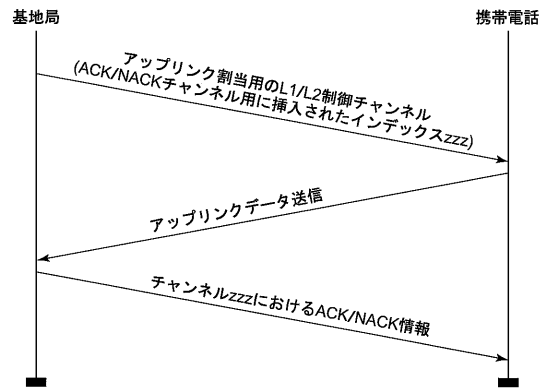 基地局
携帯電話
アップリンク割当用のL1/L2制御チャンネル
(ACK/NACKチャンネル用に挿入されたインデックスzzz)
アップリンクデータ送信
チャンネルzzzにおけるACK/NACK情報